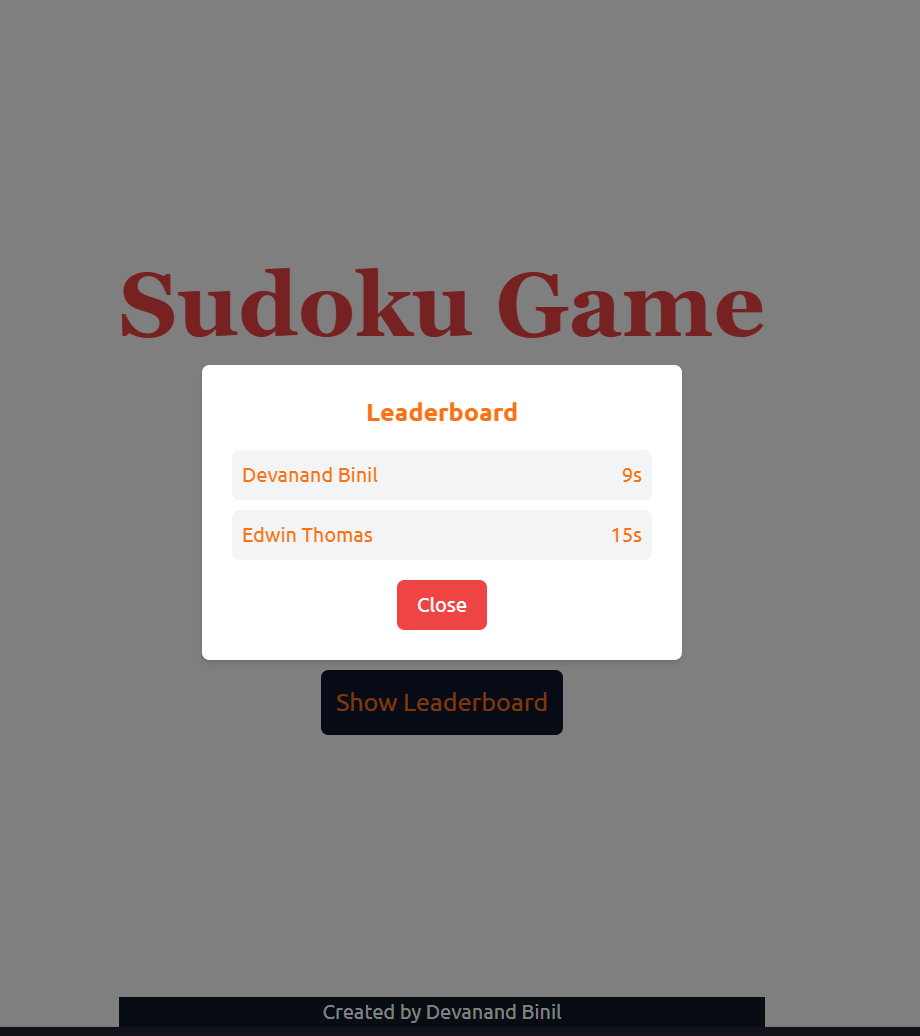 Sudoku Game
Leaderboard
Devanand Binil 9s
Edwin Thomas 15s
Close
Show Leaderboard
Created by Devanand Binil